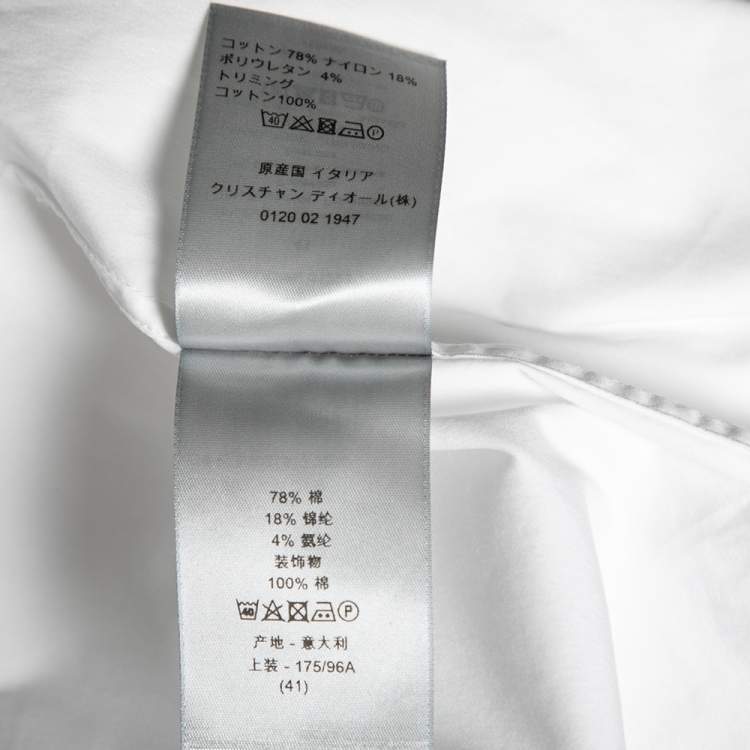 コットン 78% ナイロン 18%
ポリウレタン 4%
トリミング
コットン100%
40 P
原産国 イタリア
クリスチャン ディオール(株)
0120 02 1947
78% 棉
18% 锦纶
4% 氨纶
装饰物
100% 棉
40 P
产地 - 意大利
上装 - 175/96A
(41)